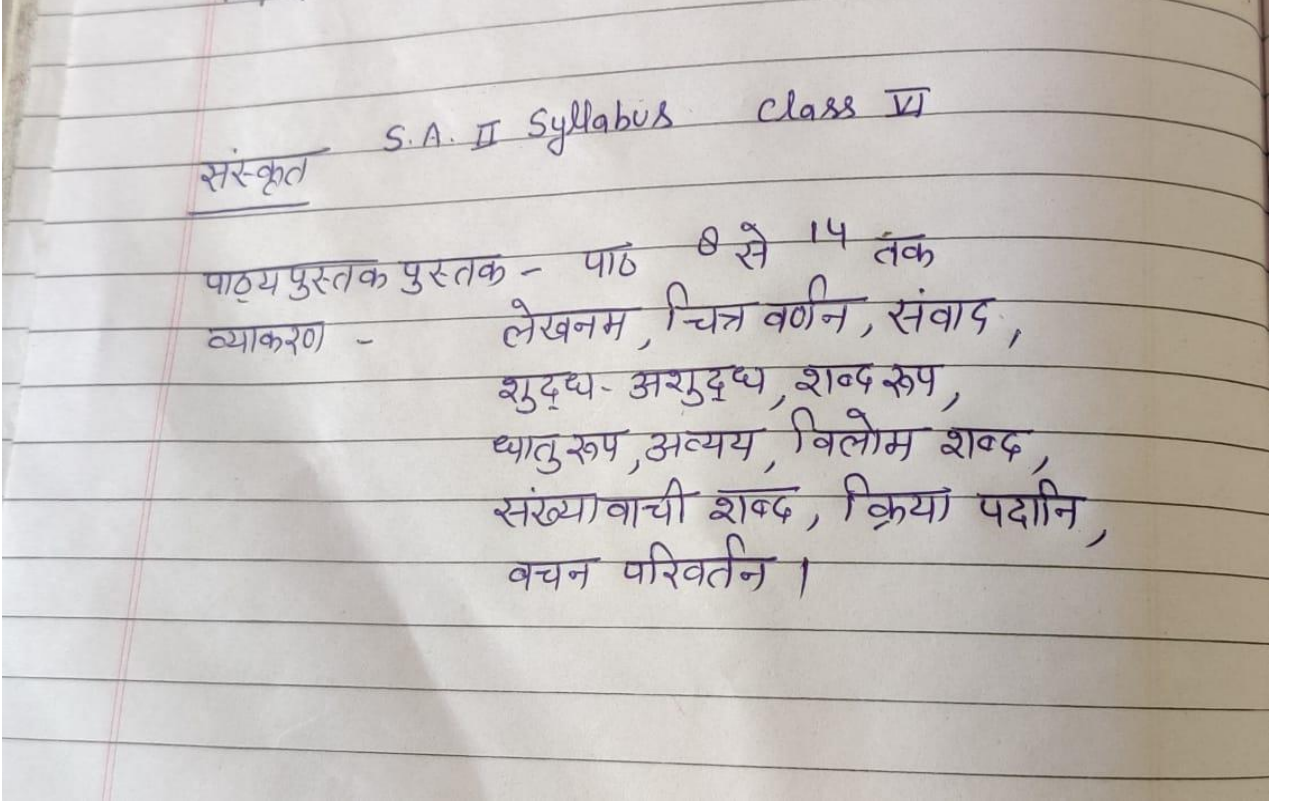 S.A. II Syllabus Class VI
संस्कृत
पाठ्यपुस्तक पुस्तक - पाठ 8 से 14 तक
व्याकरण - लेखनम, चित्र वर्णन, संवाद,
शुद्ध - अशुद्ध, शब्द रूप,
धातु रूप, अव्यय, विलोम शब्द,
संख्यावाची शब्द, क्रिया पदानि,
वचन परिवर्तन ।